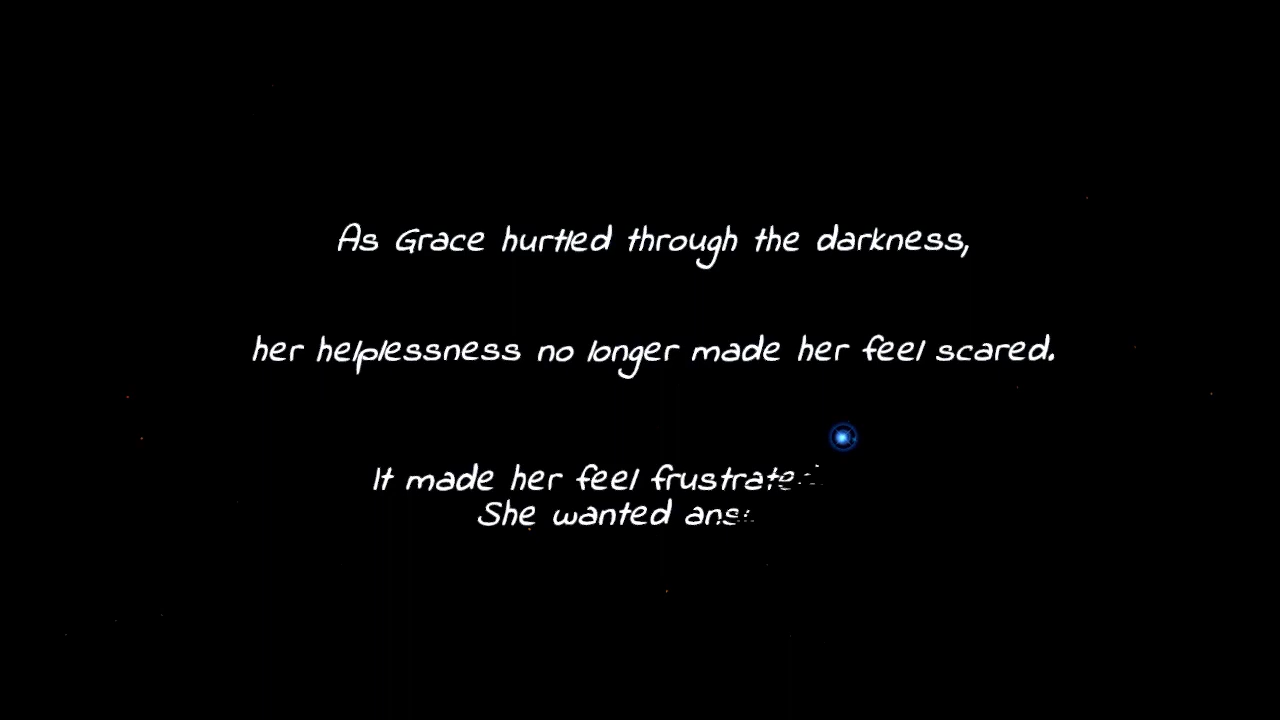 As Grace hurtled through the darkness,
her helplessness no longer made her feel scared.
It made her feel frustrated
She wanted